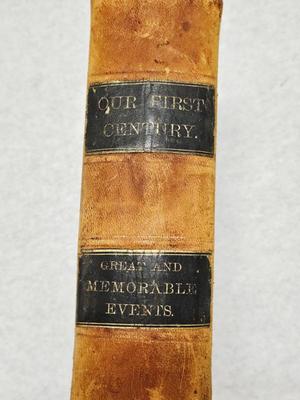 OUR FIRST
CENTURY.
GREAT AND
MEMORABLE
EVENTS.